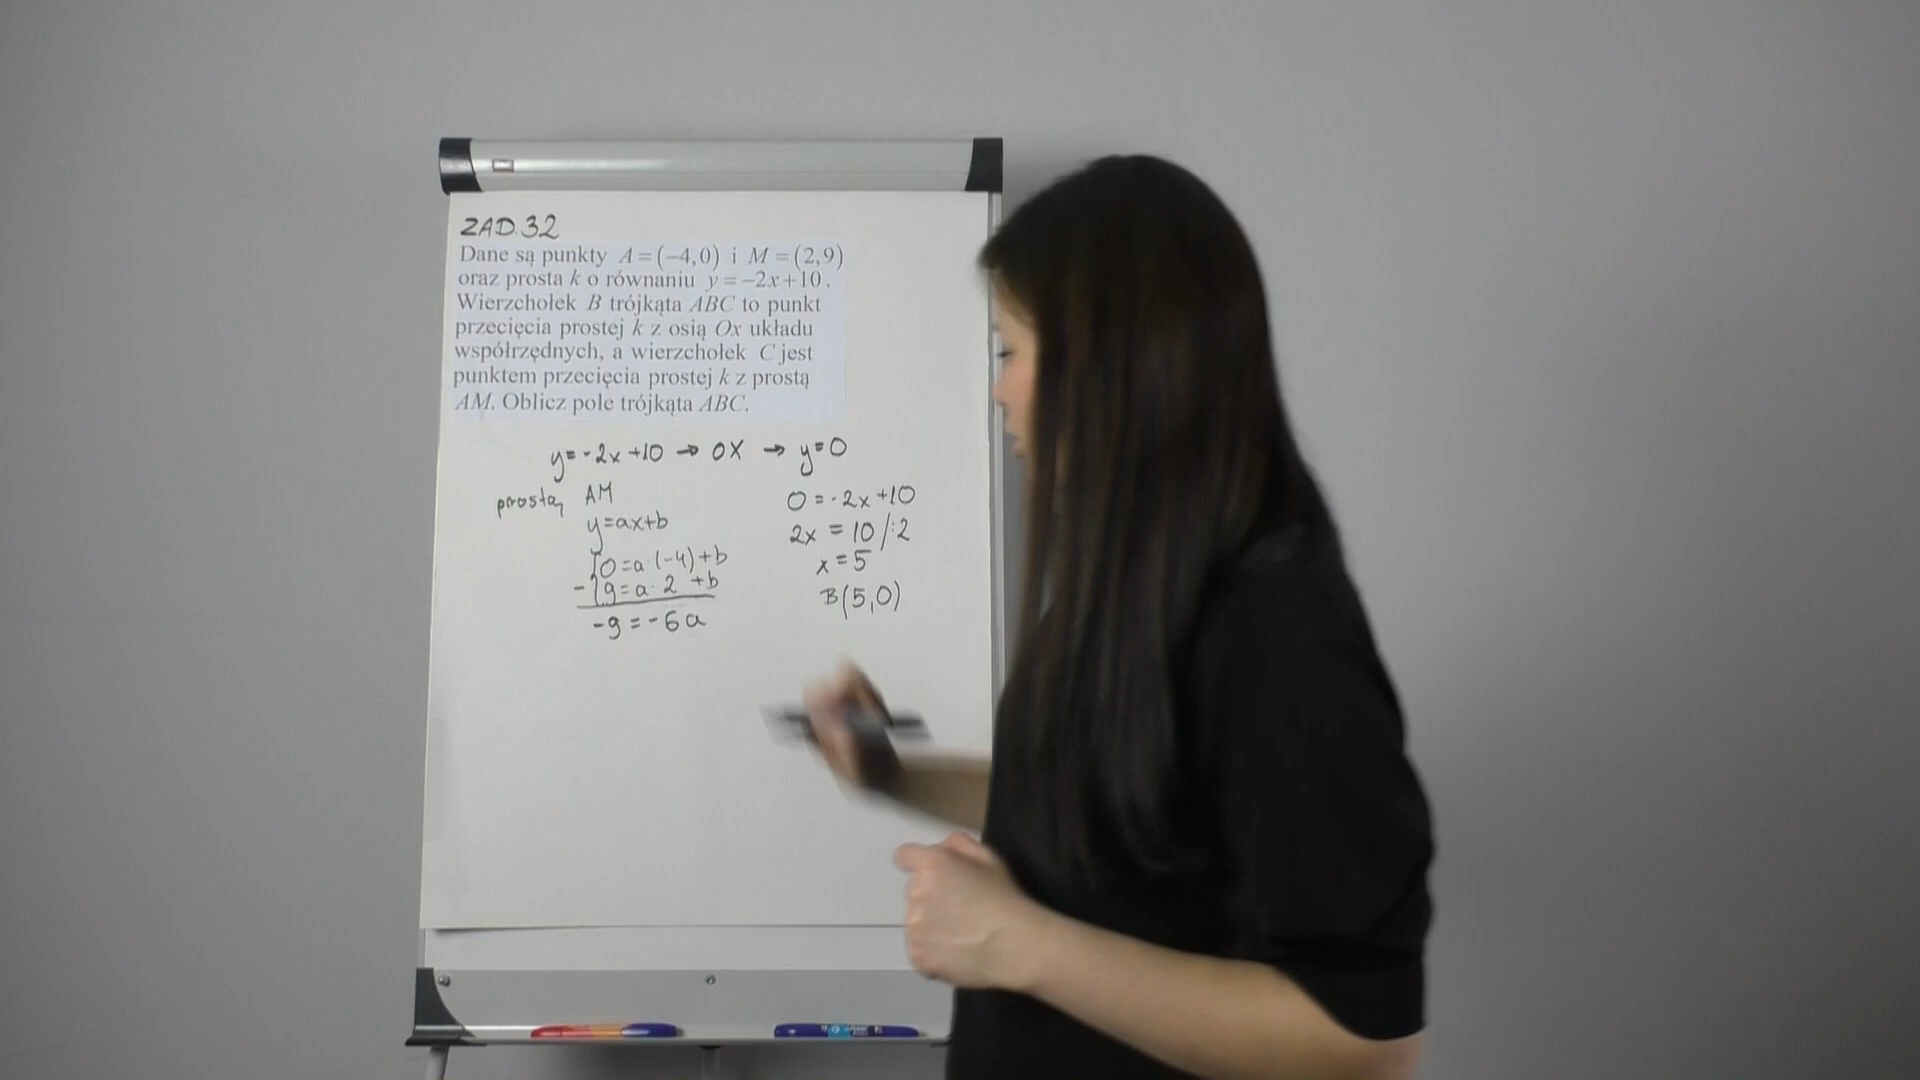 ZAD.32
Dane są punkty A=(−4,0) i M=(2,9)
oraz prosta k o równaniu y=−2x+10.
Wierzchołek B trójkąta ABC to punkt
przecięcia prostej k z osią Ox układu
współrzędnych, a wierzchołek C jest
punktem przecięcia prostej k z prostą
AM. Oblicz pole trójkąta ABC.
y=-2x+10 → OX → y=0
prosta AM
y=ax+b
0=a·(-4)+b
- 9=a·2 +b
-9=-6a
0=-2x+10
2x = 10 /:2
x=5
B(5,0)